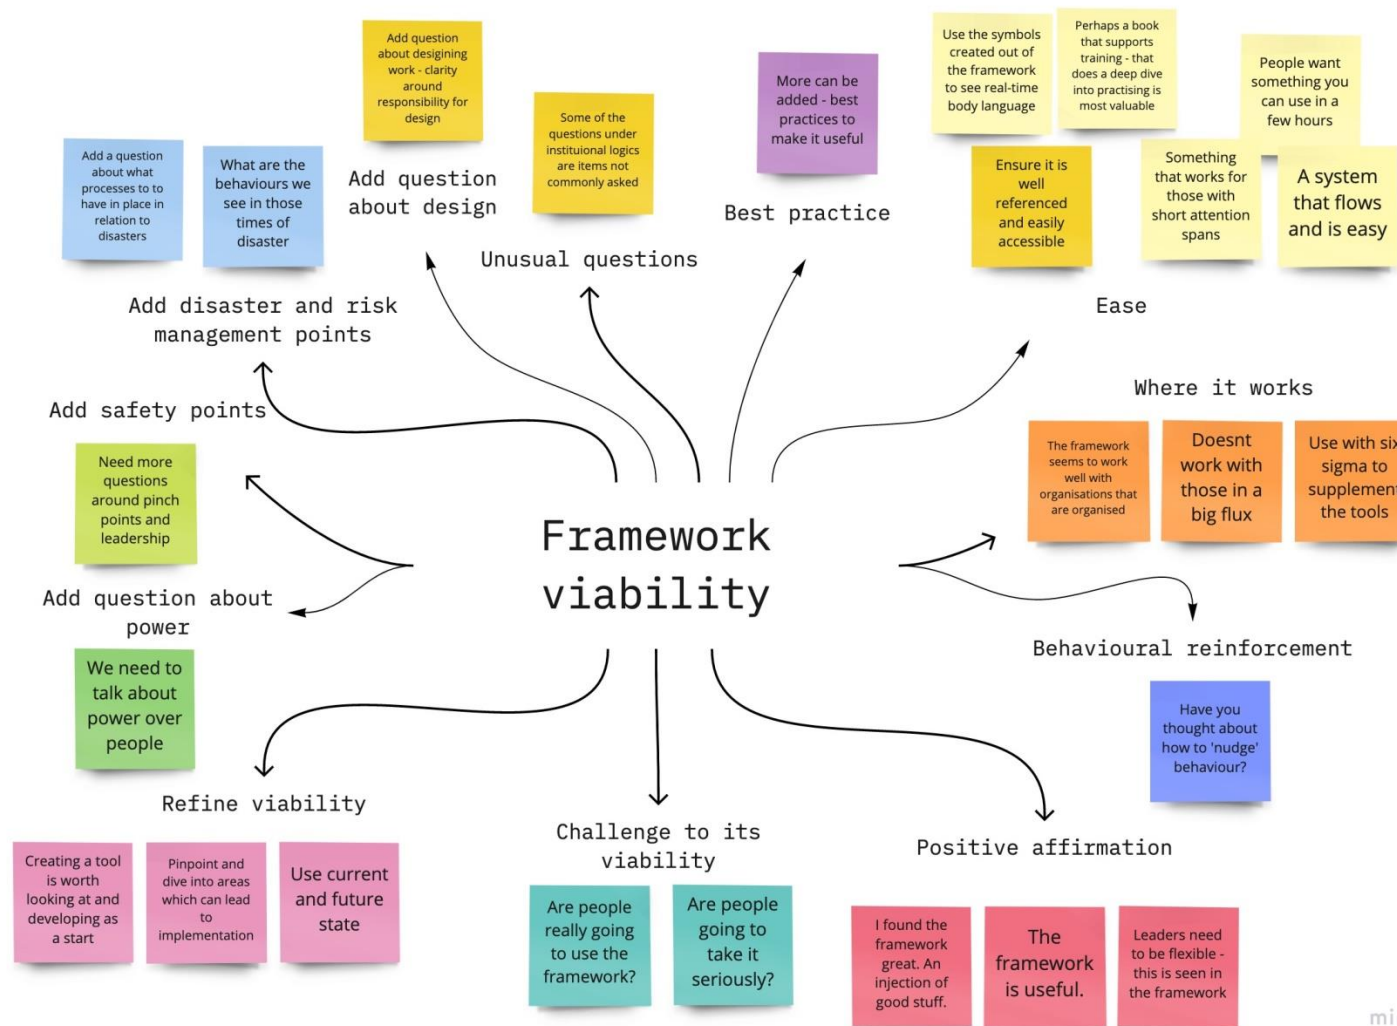 Add question
about desigining
work - clarity
around
responsibility for
design
Add question
about design
Some of the
questions under
instituional logics
are items not
commonly asked
Unusual questions
More can be
added - best
practices to
make it useful
Best practice
Use the symbols
created out of
the framework
to see real-time
body language
Perhaps a book
that supports
training - that
does a deep dive
into practising is
most valuable
People want
something you
can use in a
few hours
Ensure it is
well
referenced
and easily
accessible
Something
that works for
those with
short attention
spans
A system
that flows
and is easy
Ease
Add a question
about what
processes to to
have in place in
relation to
disasters
What are the
behaviours we
see in those
times of
disaster
Add disaster and risk
management points
Add safety points
Need more
questions
around pinch
points and
leadership
Add question about
power
We need to
talk about
power over
people
Framework
viability
Where it works
The framework
seems to work
well with
organisations that
are organised
Doesnt
work with
those in a
big flux
Use with six
sigma to
supplement
the tools
Behavioural reinforcement
Have you
thought about
how to 'nudge'
behaviour?
Refine viability
Creating a tool
is worth
looking at and
developing as
a start
Pinpoint and
dive into areas
which can lead
to
implementation
Use current
and future
state
Challenge to its
viability
Are people
really going
to use the
framework?
Are people
going to
take it
seriously?
Positive affirmation
I found the
framework
great. An
injection of
good stuff.
The
framework
is useful.
Leaders need
to be flexible -
this is seen in
the framework
mi